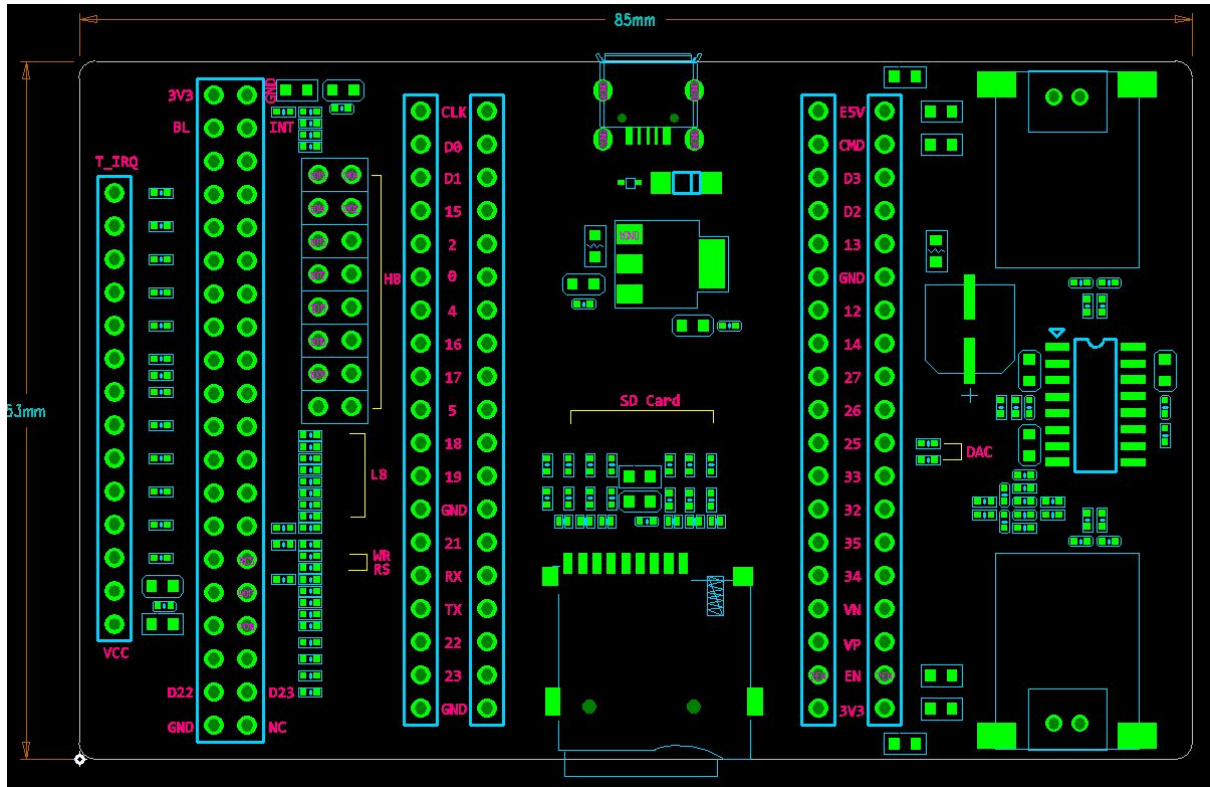 85mm
3V3
GND
BL
INT
T_IRQ
VCC
D22
D23
GND
NC
H8
L8
WR
RS
CLK
D0
D1
15
2
0
4
16
17
5
18
19
GND
21
RX
TX
22
23
GND
SD Card
E5V
CMD
D3
D2
13
GND
12
14
27
26
25
33
32
35
34
VN
VP
EN
3V3
DAC